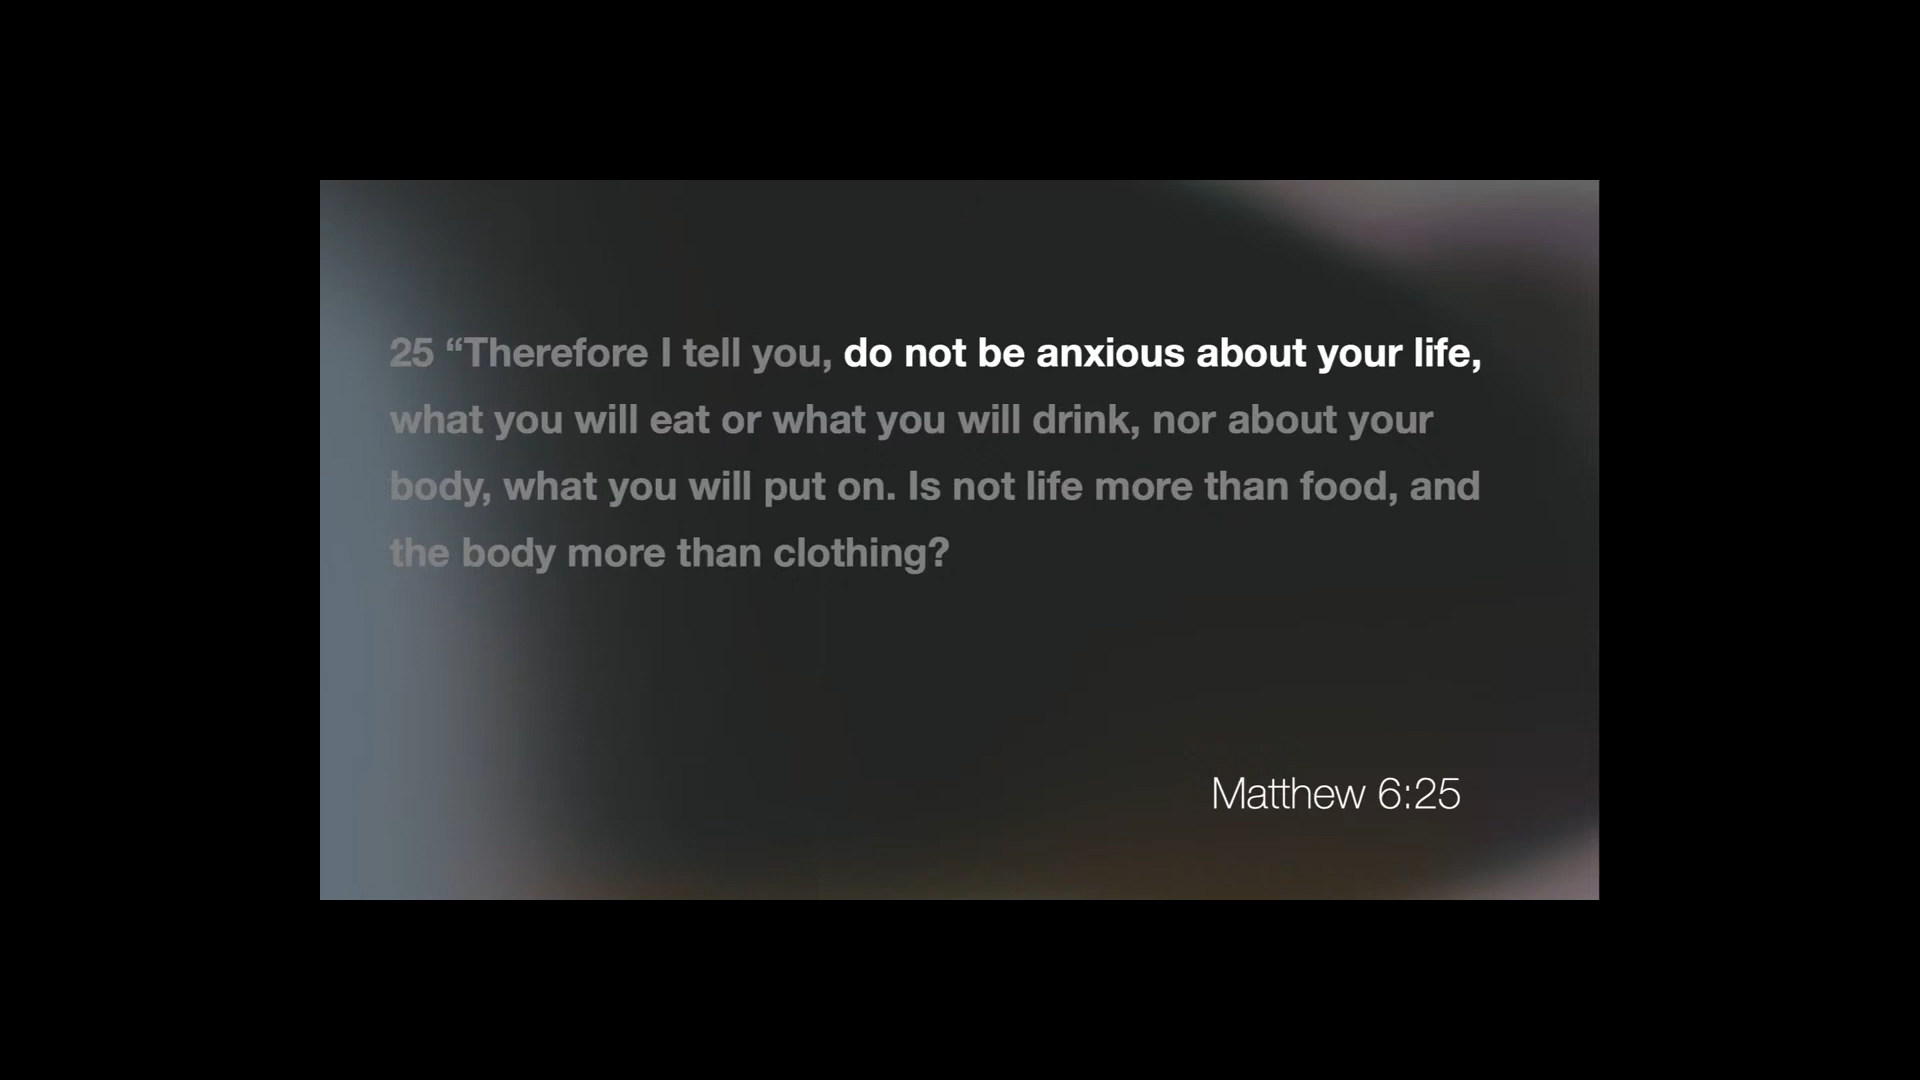 25 “Therefore I tell you, do not be anxious about your life,
what you will eat or what you will drink, nor about your
body, what you will put on. Is not life more than food, and
the body more than clothing?
Matthew 6:25